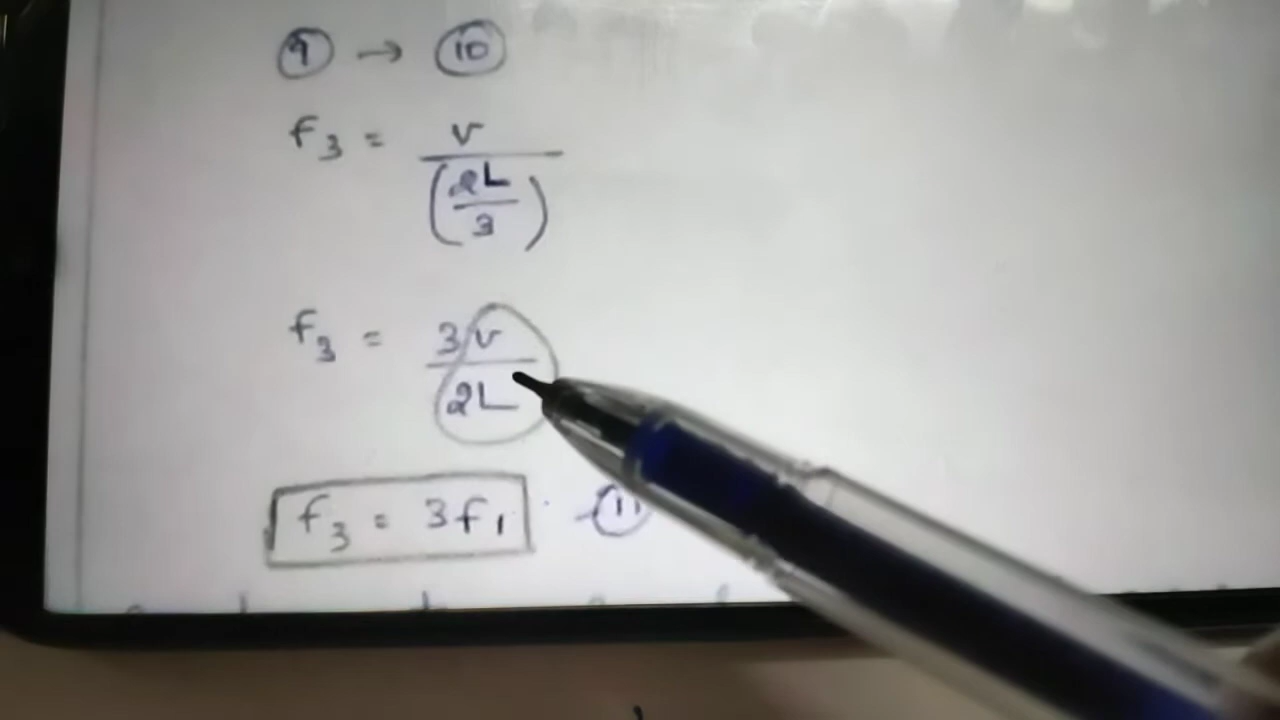 (9) → (10)
f₃ = v / (2L/3)
f₃ = 3v / 2L
f₃ = 3f₁ -(11)